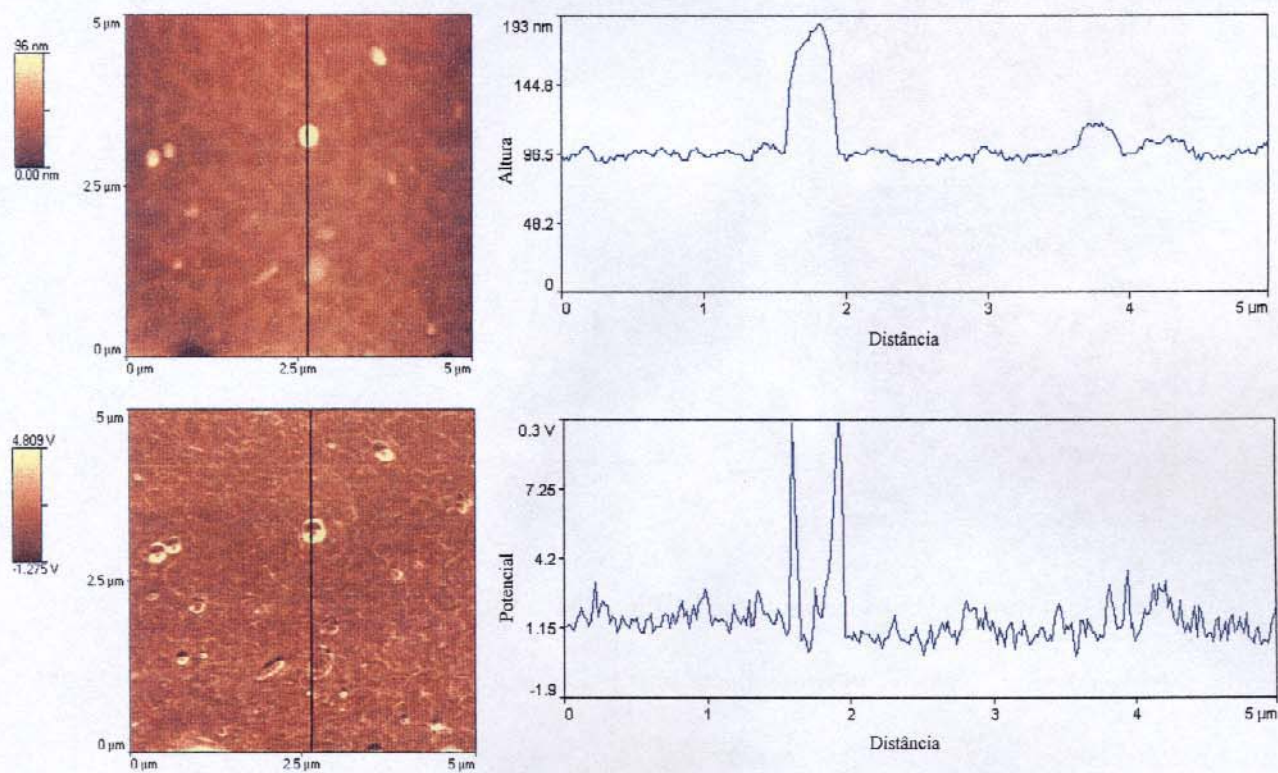 96 nm
0.00 nm
5 µm
2.5 µm
0 µm
0 µm
2.5 µm
5 µm
193 nm
144.8
96.5
48.2
0
Altura
0
1
2
3
4
5 µm
Distância
4.809 V
-1.275 V
5 µm
2.5 µm
0 µm
0 µm
2.5 µm
5 µm
0.3 V
7.25
4.2
1.15
-1.9
Potencial
0
1
2
3
4
5 µm
Distância